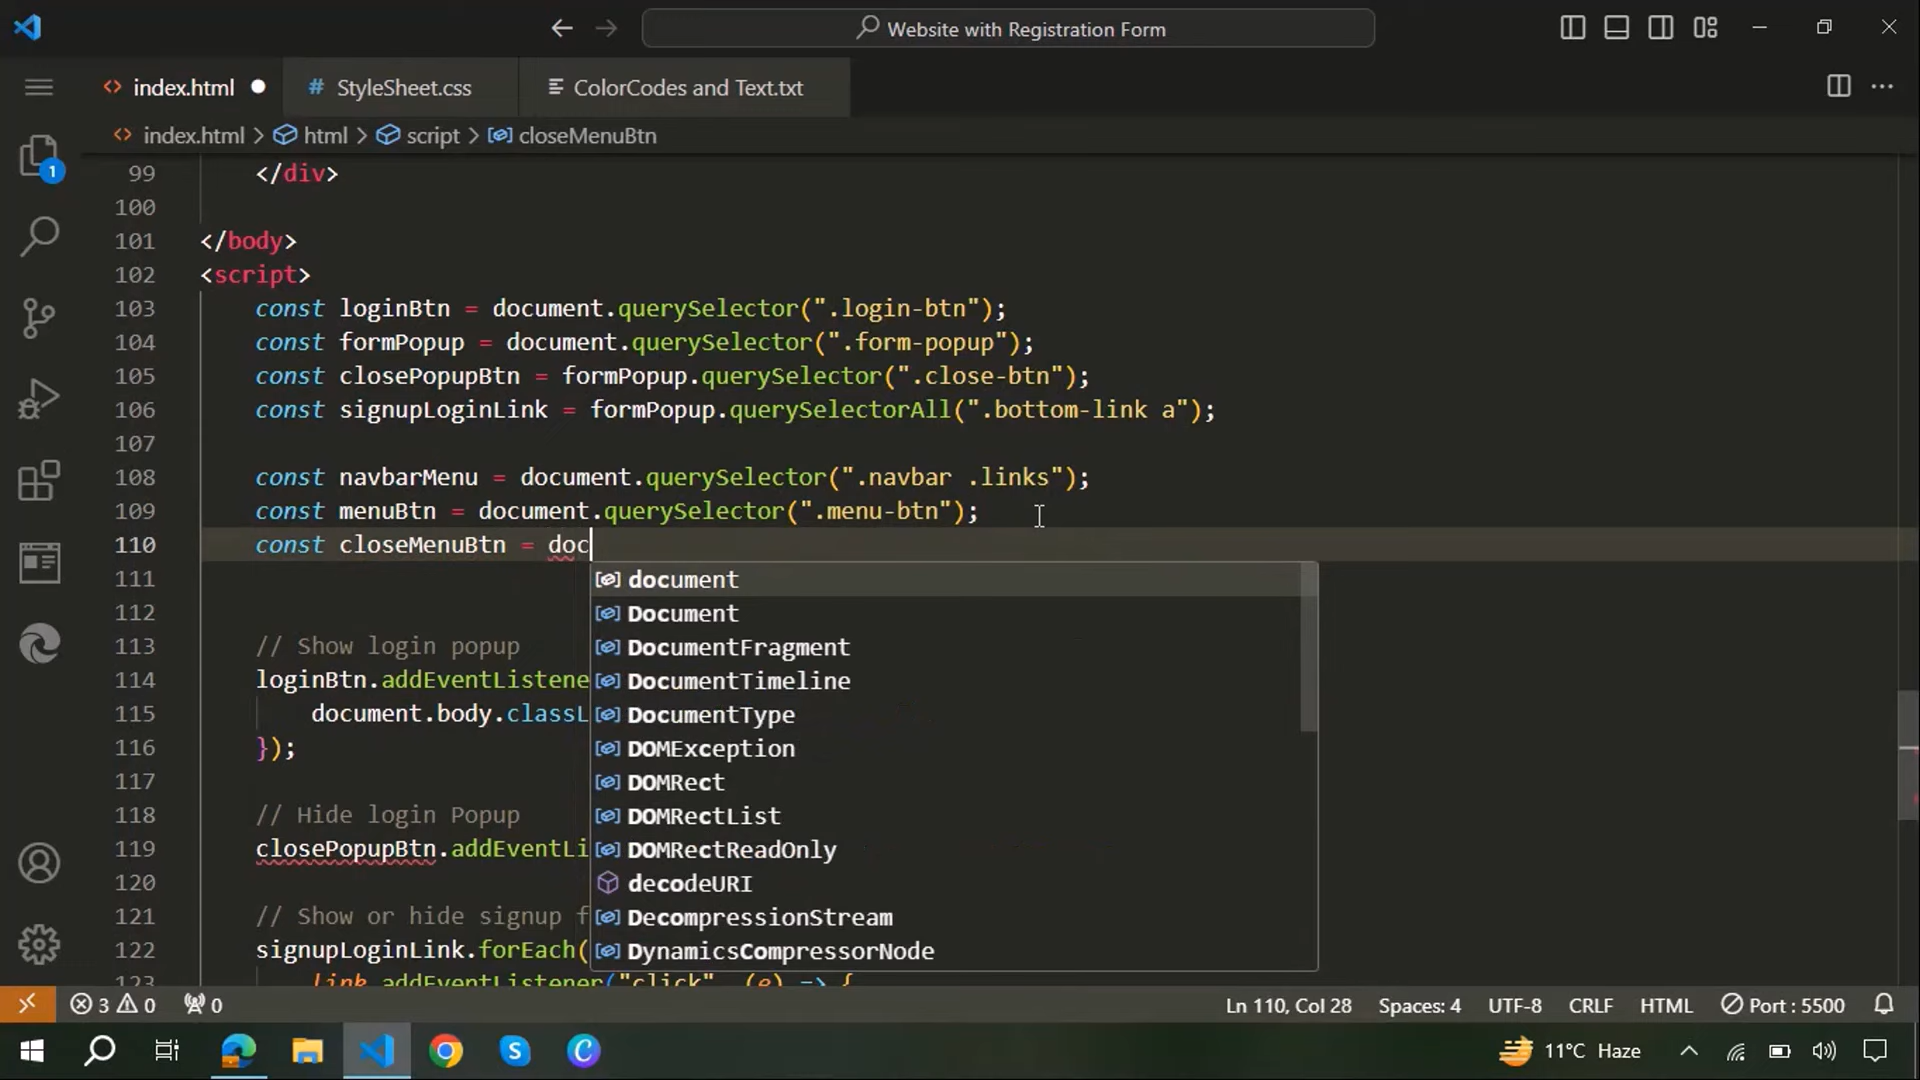 Website with Registration Form
index.html
StyleSheet.css
ColorCodes and Text.txt
index.html > html > script > closeMenuBtn
99 </div>
100
101 </body>
102 <script>
103 const loginBtn = document.querySelector(".login-btn");
104 const formPopup = document.querySelector(".form-popup");
105 const closePopupBtn = formPopup.querySelector(".close-btn");
106 const signupLoginLink = formPopup.querySelectorAll(".bottom-link a");
107
108 const navbarMenu = document.querySelector(".navbar .links");
109 const menuBtn = document.querySelector(".menu-btn");
110 const closeMenuBtn = doc
111
112
113 // Show login popup
114 loginBtn.addEventListene
115 document.body.classL
116 });
117
118 // Hide login Popup
119 closePopupBtn.addEventLi
120
121 // Show or hide signup f
122 signupLoginLink.forEach(
123 link.addEventListener("click", (e) => {
document
Document
DocumentFragment
DocumentTimeline
DocumentType
DOMException
DOMRect
DOMRectList
DOMRectReadOnly
decodeURI
DecompressionStream
DynamicsCompressorNode
1
3 0 0
Ln 110, Col 28 Spaces: 4 UTF-8 CRLF HTML Port : 5500
11°C Haze